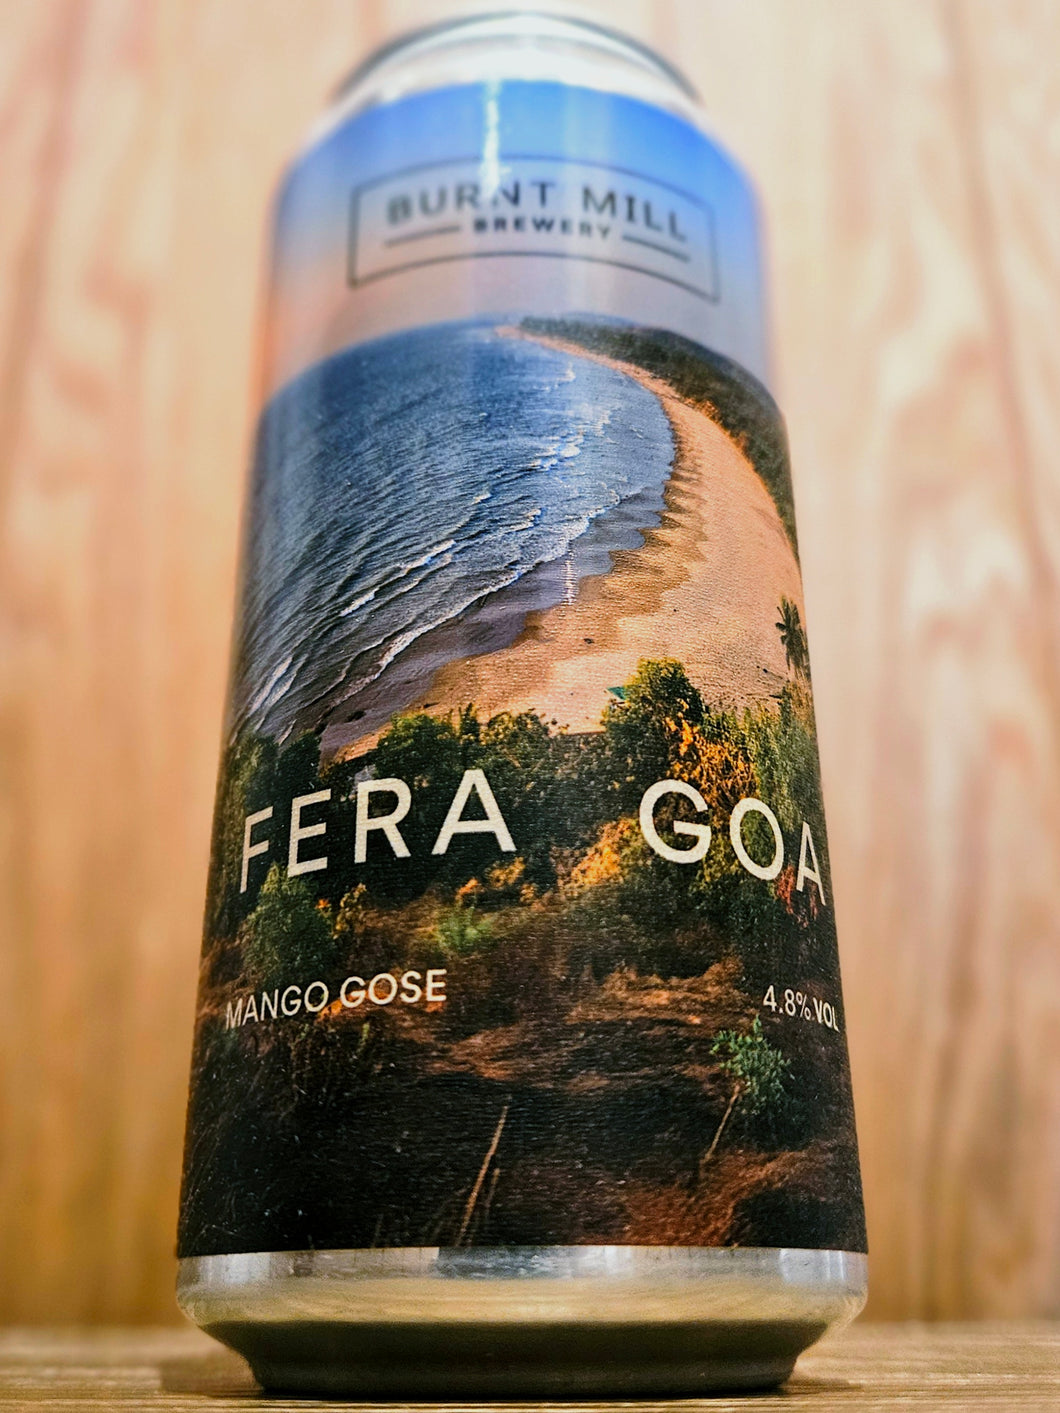 BURNT MILL
BREWERY
FERA GOA
MANGO GOSE
4.8% VOL